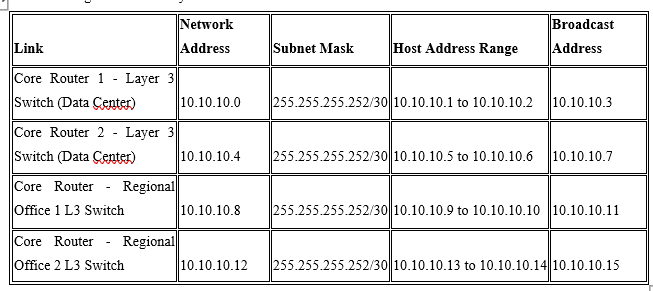 Link Network Address Subnet Mask Host Address Range Broadcast Address
Core Router 1 - Layer 3 Switch (Data Center) 10.10.10.0 255.255.255.252/30 10.10.10.1 to 10.10.10.2 10.10.10.3
Core Router 2 - Layer 3 Switch (Data Center) 10.10.10.4 255.255.255.252/30 10.10.10.5 to 10.10.10.6 10.10.10.7
Core Router - Regional Office 1 L3 Switch 10.10.10.8 255.255.255.252/30 10.10.10.9 to 10.10.10.10 10.10.10.11
Core Router - Regional Office 2 L3 Switch 10.10.10.12 255.255.255.252/30 10.10.10.13 to 10.10.10.14 10.10.10.15